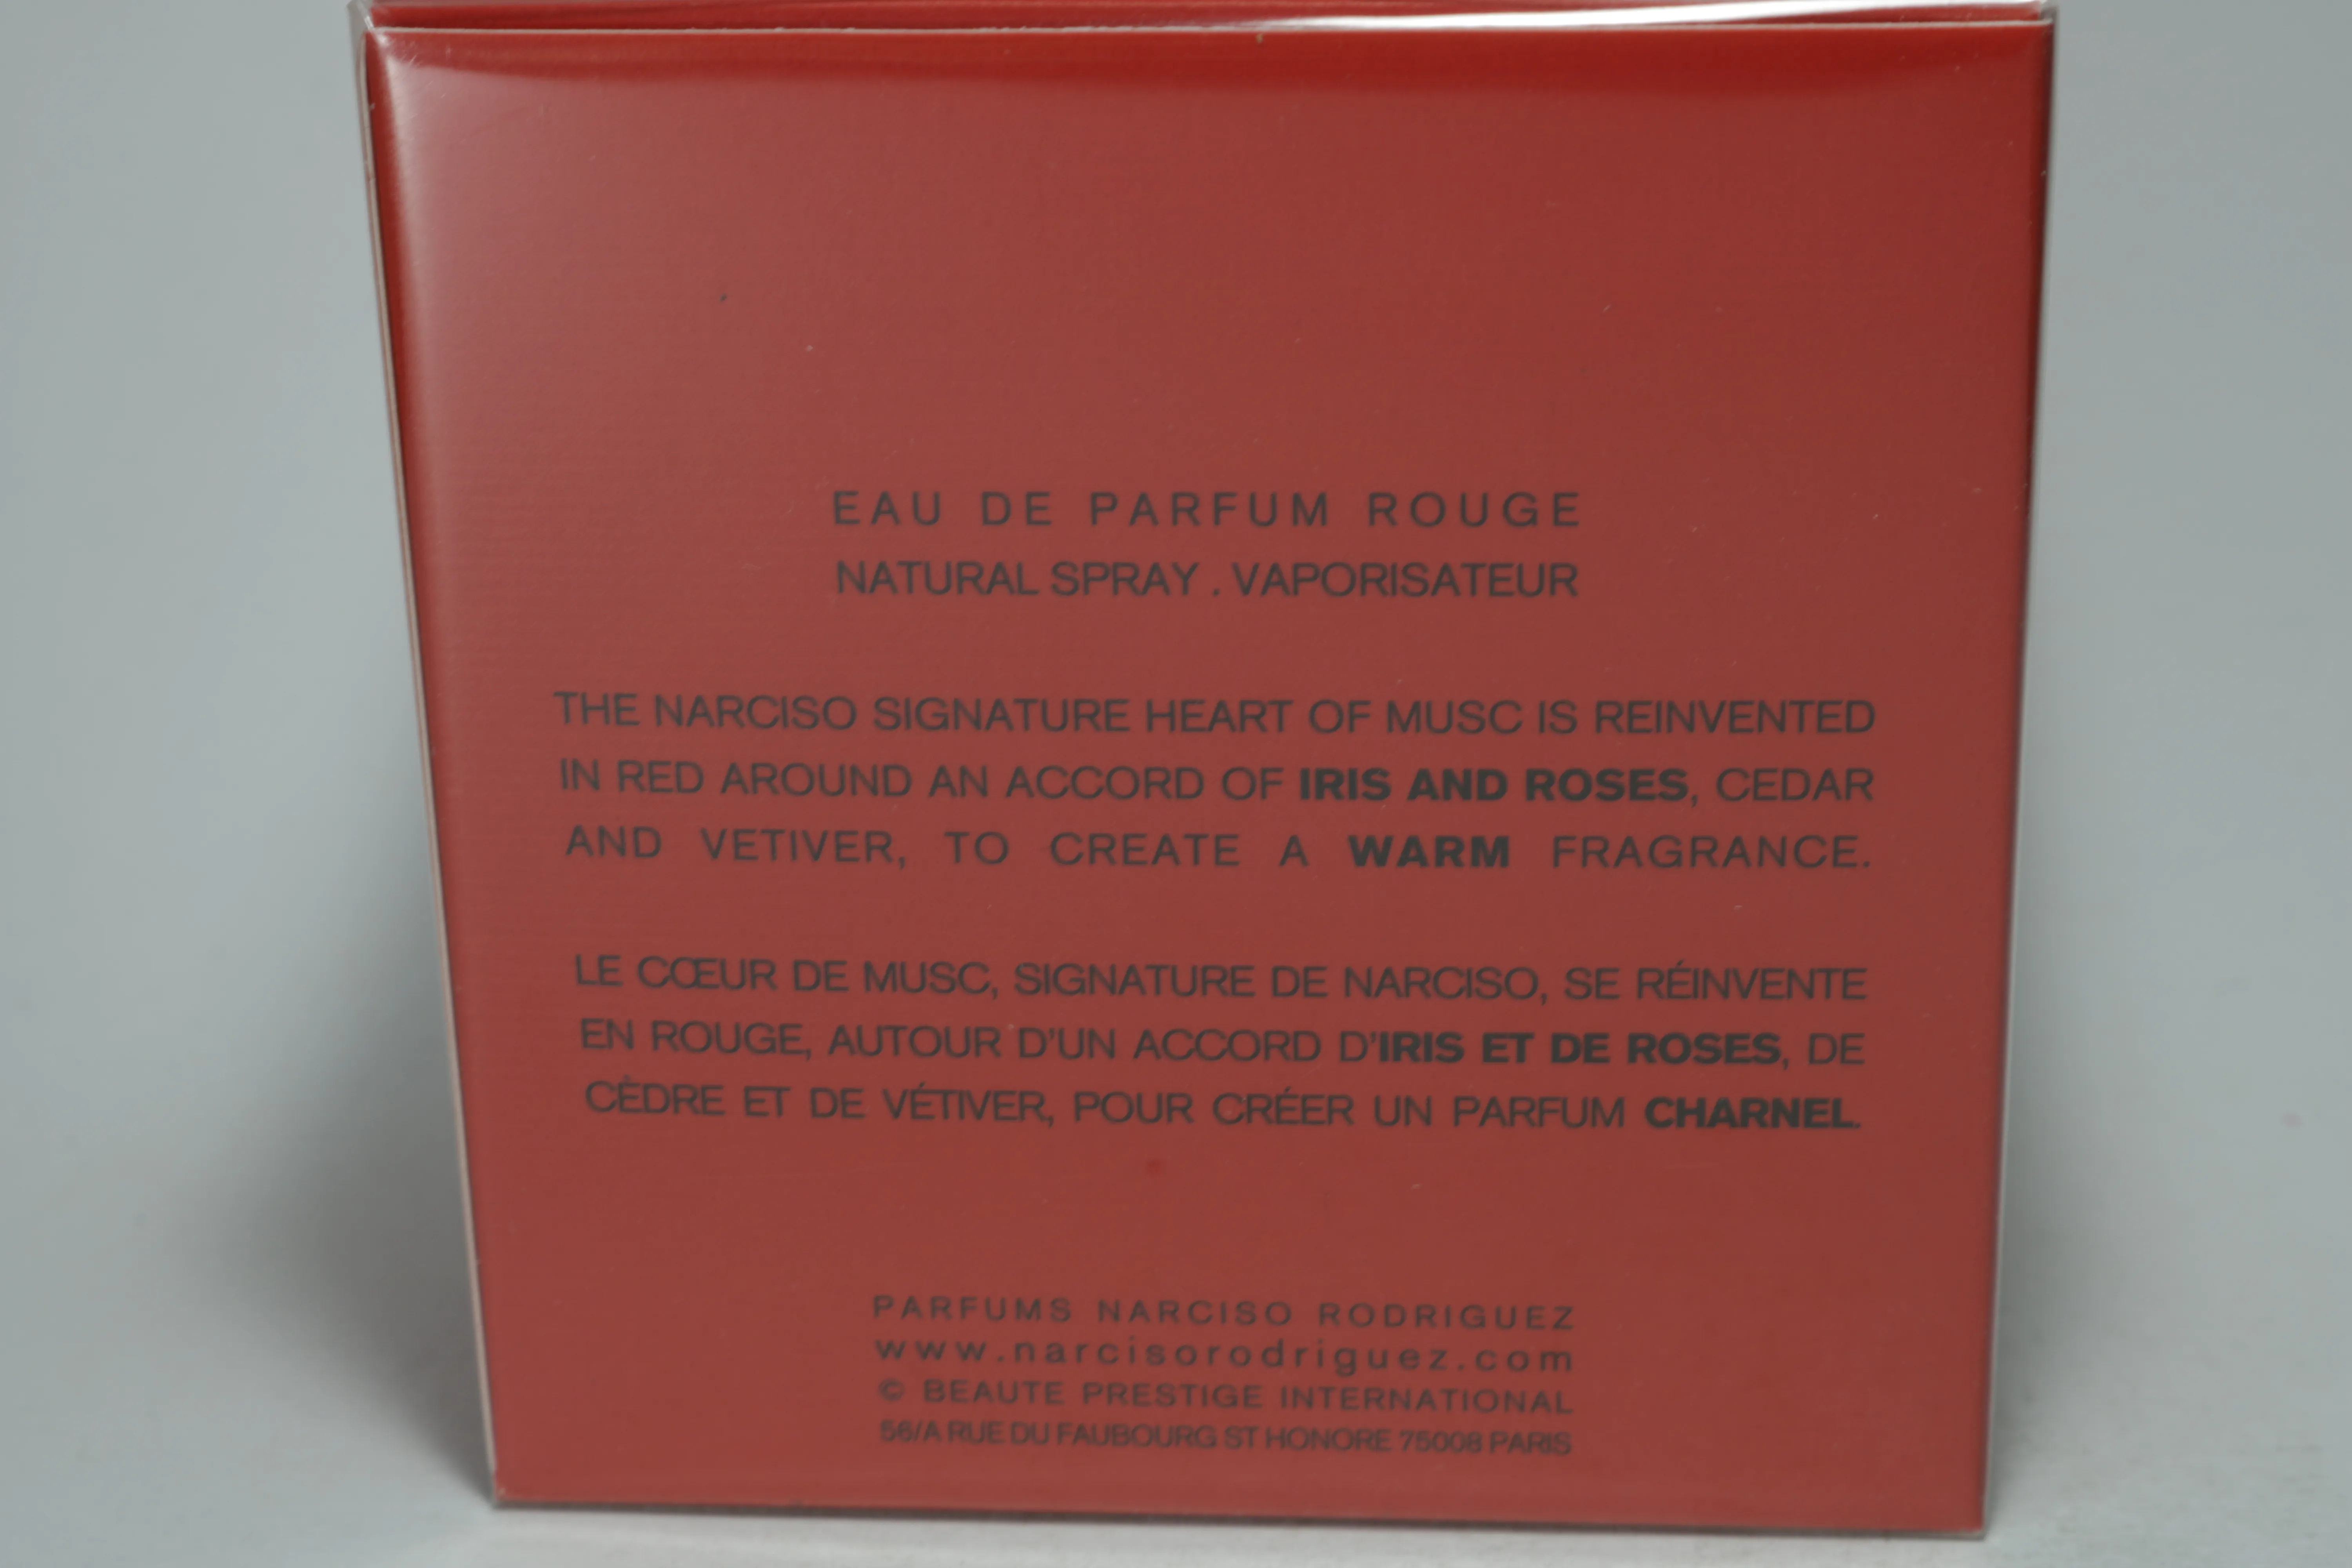 EAU DE PARFUM ROUGE
NATURAL SPRAY . VAPORISATEUR
THE NARCISO SIGNATURE HEART OF MUSC IS REINVENTED
IN RED AROUND AN ACCORD OF IRIS AND ROSES, CEDAR
AND VETIVER, TO CREATE A WARM FRAGRANCE.
LE CŒUR DE MUSC, SIGNATURE DE NARCISO, SE RÉINVENTE
EN ROUGE, AUTOUR D'UN ACCORD D'IRIS ET DE ROSES, DE
CÈDRE ET DE VÉTIVER, POUR CRÉER UN PARFUM CHARNEL.
PARFUMS NARCISO RODRIGUEZ
www.narcisorodriguez.com
© BEAUTE PRESTIGE INTERNATIONAL
56/A RUE DU FAUBOURG ST HONORE 75008 PARIS